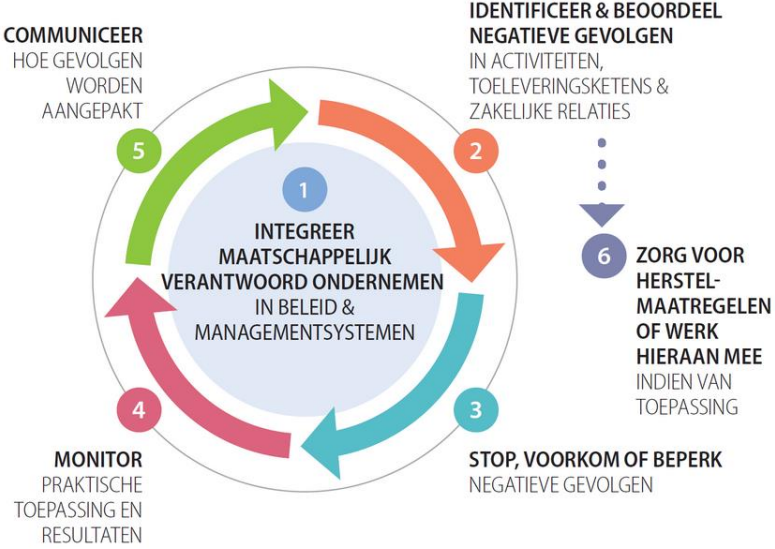 1
INTEGREER
MAATSCHAPPELIJK
VERANTWOORD ONDERNEMEN
IN BELEID &
MANAGEMENTSYSTEMEN
2
IDENTIFICEER & BEOORDEEL
NEGATIEVE GEVOLGEN
IN ACTIVITEITEN,
TOELEVERINGSKETENS &
ZAKELIJKE RELATIES
3
STOP, VOORKOM OF BEPERK
NEGATIEVE GEVOLGEN
4
MONITOR
PRAKTISCHE
TOEPASSING EN
RESULTATEN
5
COMMUNICEER
HOE GEVOLGEN
WORDEN
AANGEPAKT
6
ZORG VOOR
HERSTEL-
MAATREGELEN
OF WERK
HIERAAN MEE
INDIEN VAN
TOEPASSING